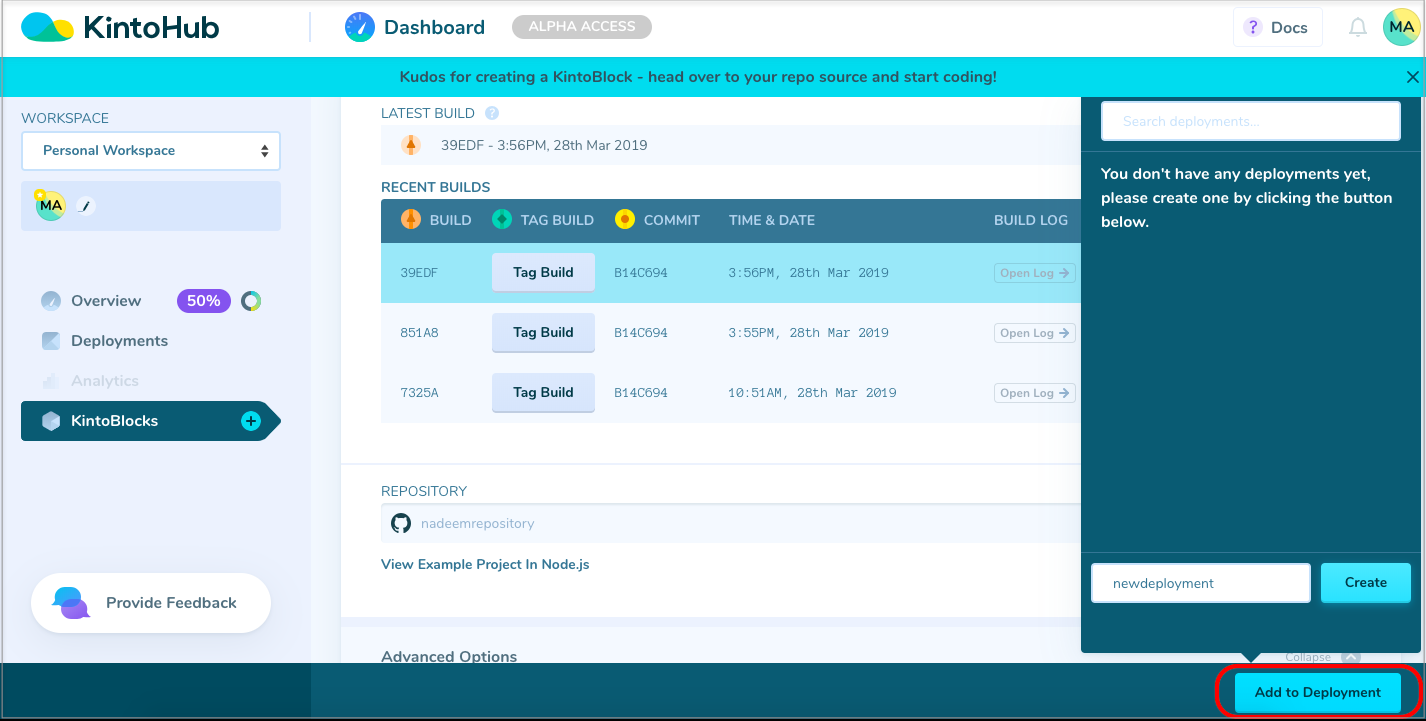 KintoHub
Dashboard
ALPHA ACCESS
? Docs
MA
Kudos for creating a KintoBlock - head over to your repo source and start coding!
WORKSPACE
Personal Workspace
MA
Overview
50%
Deployments
Analytics
KintoBlocks
Provide Feedback
LATEST BUILD ?
39EDF - 3:56PM, 28th Mar 2019
RECENT BUILDS
BUILD TAG BUILD COMMIT TIME & DATE BUILD LOG
39EDF Tag Build B14C694 3:56PM, 28th Mar 2019 Open Log
851A8 Tag Build B14C694 3:55PM, 28th Mar 2019 Open Log
7325A Tag Build B14C694 10:51AM, 28th Mar 2019 Open Log
REPOSITORY
nadeemrepository
View Example Project In Node.js
Advanced Options
Collapse
Search deployments...
You don't have any deployments yet,
please create one by clicking the button
below.
newdeployment
Create
Add to Deployment